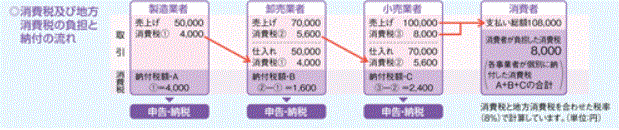 ◎消費税及び地方
消費税の負担と
納付の流れ
取引
消費税
製造業者
売上げ 50,000
消費税① 4,000
納付税額-A
①=4,000
申告・納税
卸売業者
売上げ 70,000
消費税② 5,600
仕入れ 50,000
消費税① 4,000
納付税額-B
②-①=1,600
申告・納税
小売業者
売上げ 100,000
消費税③ 8,000
仕入れ 70,000
消費税② 5,600
納付税額-C
③-②=2,400
申告・納税
消費者
支払い総額108,000
消費者が負担した消費税
8,000
(各事業者が個別に納
付した消費税
A+B+Cの合計)
消費税と地方消費税を合わせた税率
(8%)で計算しています。(単位:円)